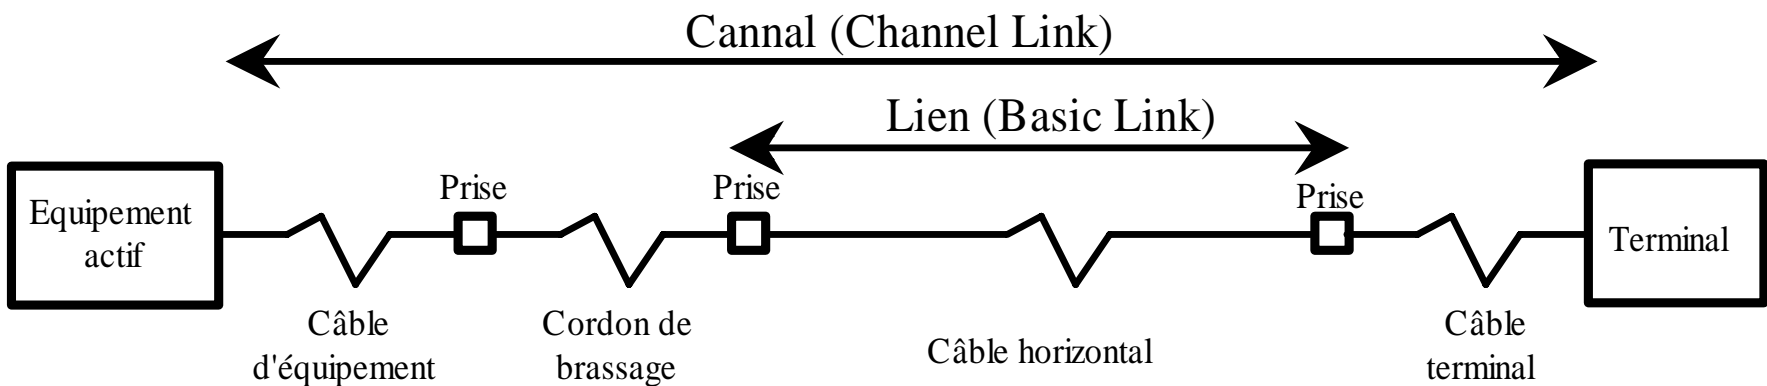 Cannal (Channel Link)
Lien (Basic Link)
Equipement
actif
Prise
Prise
Prise
Terminal
Câble
d'équipement
Cordon de
brassage
Câble horizontal
Câble
terminal